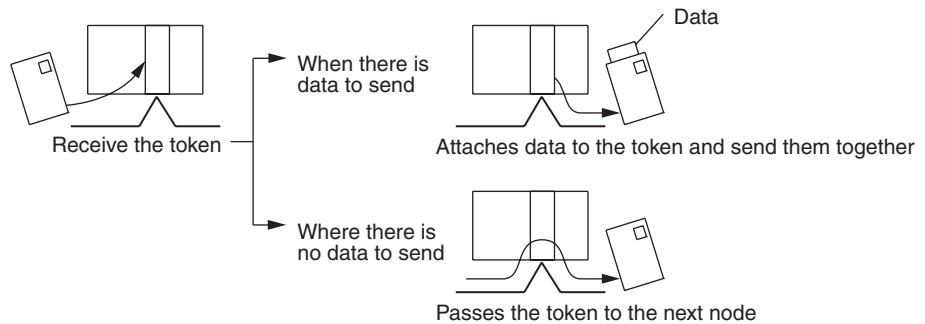 Data
When there is
data to send
Receive the token
Attaches data to the token and send them together
Where there is
no data to send
Passes the token to the next node